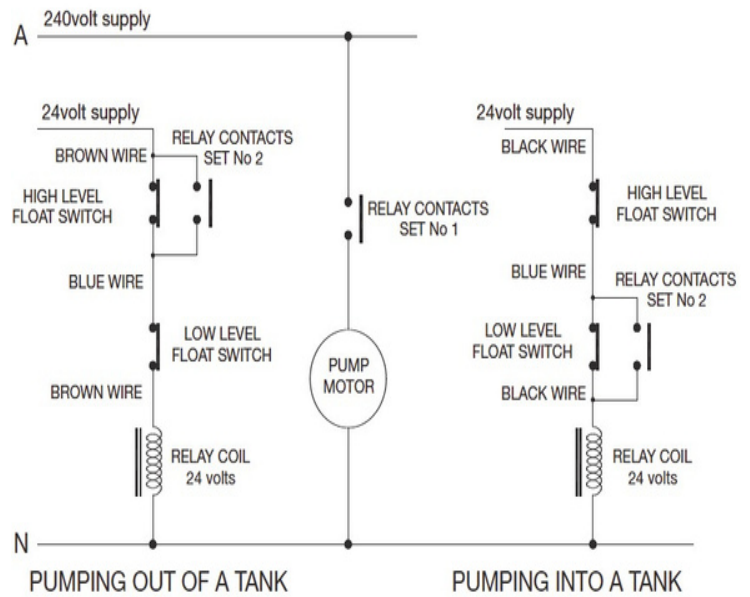 240volt supply
A
24volt supply
BROWN WIRE
RELAY CONTACTS
SET No 2
HIGH LEVEL
FLOAT SWITCH
BLUE WIRE
LOW LEVEL
FLOAT SWITCH
BROWN WIRE
RELAY COIL
24 volts
RELAY CONTACTS
SET No 1
PUMP
MOTOR
24volt supply
BLACK WIRE
HIGH LEVEL
FLOAT SWITCH
BLUE WIRE
RELAY CONTACTS
SET No 2
LOW LEVEL
FLOAT SWITCH
BLACK WIRE
RELAY COIL
24 volts
N
PUMPING OUT OF A TANK
PUMPING INTO A TANK